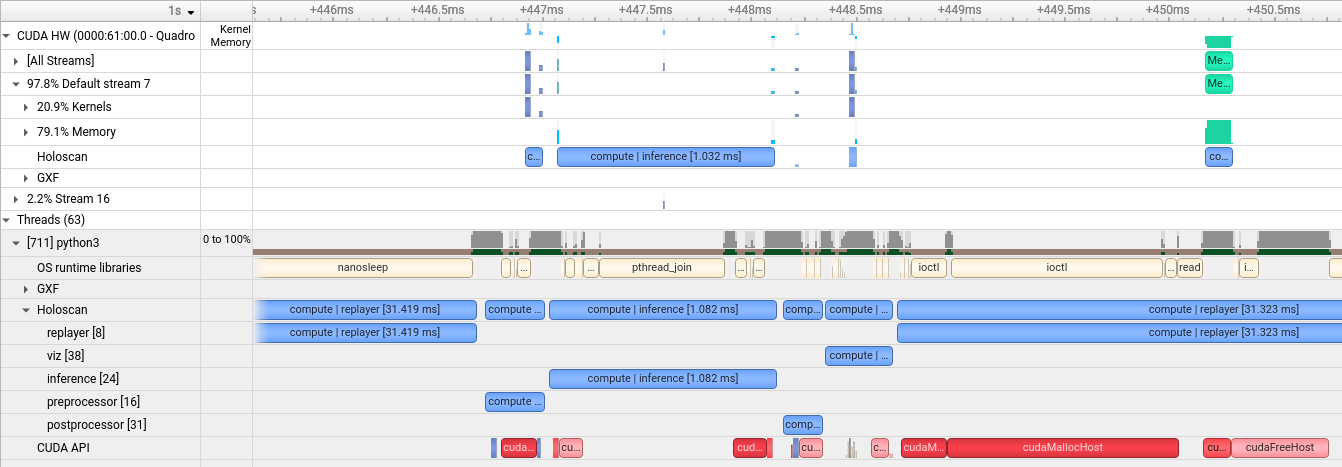 1s s +446ms +446.5ms +447ms +447.5ms +448ms +448.5ms +449ms +449.5ms +450ms +450.5ms
CUDA HW (0000:61:00.0 - Quadro Kernel
Memory
[All Streams] Me...
97.8% Default stream 7 Me...
20.9% Kernels
79.1% Memory
Holoscan c... compute | inference [1.032 ms] co...
GXF
2.2% Stream 16
Threads (63)
[711] python3 0 to 100%
OS runtime libraries nanosleep ... ... pthread_join ... ... ioctl ioctl ... read i...
GXF
Holoscan compute | replayer [31.419 ms] compute ... compute | inference [1.082 ms] comp... compute | ... compute | replayer [31.323 ms]
replayer [8] compute | replayer [31.419 ms] compute | replayer [31.323 ms]
viz [38] compute | ...
inference [24] compute | inference [1.082 ms]
preprocessor [16] compute ...
postprocessor [31] comp...
CUDA API cuda... cu... cud... cu... c... cudaM... cudaMallocHost cu... cudaFreeHost